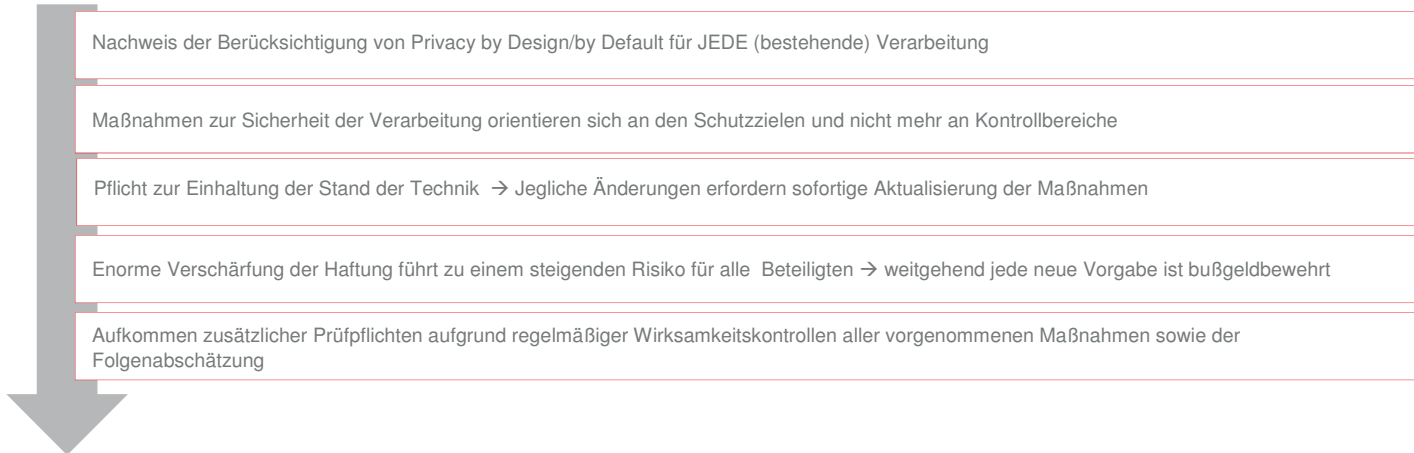 Nachweis der Berücksichtigung von Privacy by Design/by Default für JEDE (bestehende) Verarbeitung
Maßnahmen zur Sicherheit der Verarbeitung orientieren sich an den Schutzzielen und nicht mehr an Kontrollbereiche
Pflicht zur Einhaltung der Stand der Technik → Jegliche Änderungen erfordern sofortige Aktualisierung der Maßnahmen
Enorme Verschärfung der Haftung führt zu einem steigenden Risiko für alle Beteiligten → weitgehend jede neue Vorgabe ist bußgeldbewehrt
Aufkommen zusätzlicher Prüfpflichten aufgrund regelmäßiger Wirksamkeitskontrollen aller vorgenommenen Maßnahmen sowie der
Folgenabschätzung